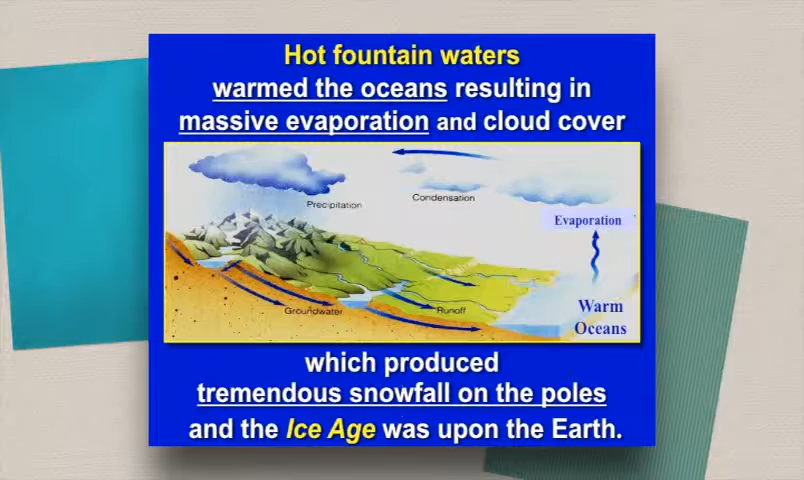 Hot fountain waters
warmed the oceans resulting in
massive evaporation and cloud cover
Precipitation
Condensation
Evaporation
Groundwater
Runoff
Warm
Oceans
which produced
tremendous snowfall on the poles
and the Ice Age was upon the Earth.